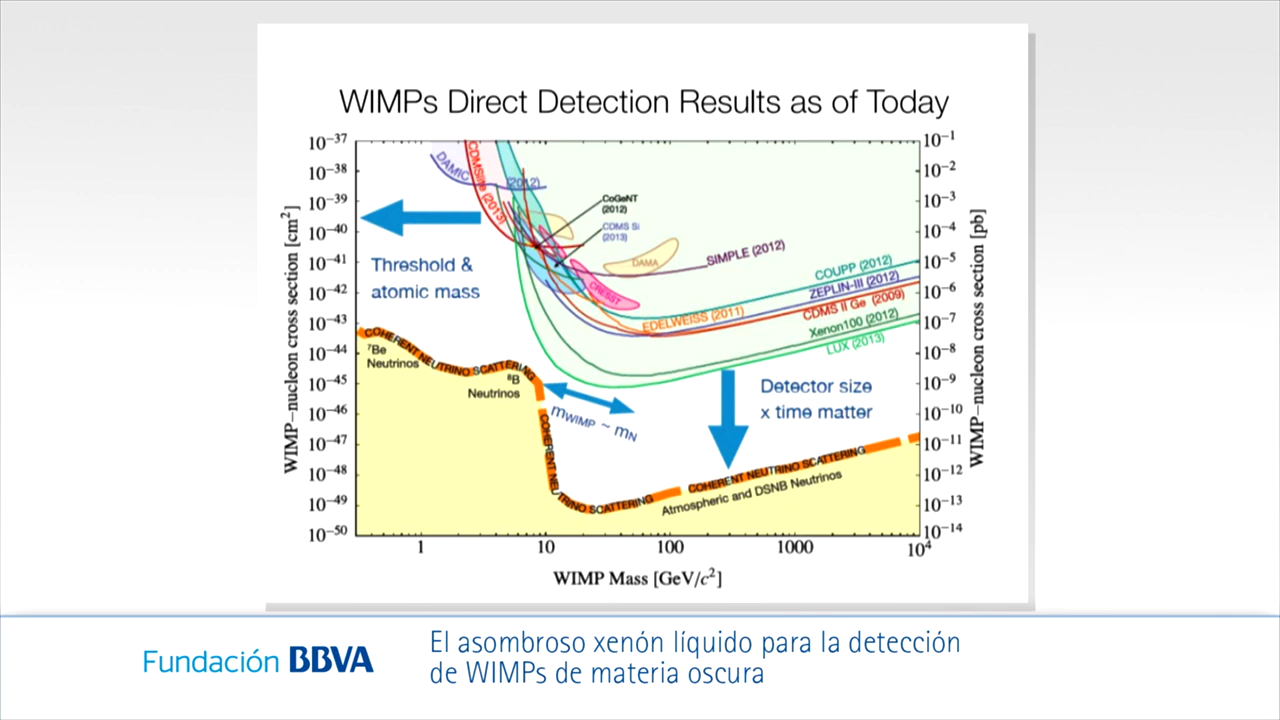 WIMPs Direct Detection Results as of Today
10−37
10−38
10−39
10−40
10−41
10−42
10−43
10−44
10−45
10−46
10−47
10−48
10−49
10−50
WIMP−nucleon cross section [cm2]
10−1
10−2
10−3
10−4
10−5
10−6
10−7
10−8
10−9
10−10
10−11
10−12
10−13
10−14
WIMP−nucleon cross section [pb]
DAMIC
(2012)
CDMSlite (2013)
CoGeNT
(2012)
CDMS Si
(2013)
DAMA
CRESST
SIMPLE (2012)
COUPP (2012)
ZEPLIN-III (2012)
CDMS II Ge (2009)
EDELWEISS (2011)
Xenon100 (2012)
LUX (2013)
Threshold &
atomic mass
COHERENT NEUTRINO SCATTERING
7Be
Neutrinos
8B
Neutrinos
mWIMP ~ mN
Detector size
x time matter
COHERENT NEUTRINO SCATTERING
COHERENT NEUTRINO SCATTERING
Atmospheric and DSNB Neutrinos
1
10
100
1000
104
WIMP Mass [GeV/c2]
Fundación BBVA
El asombroso xenón líquido para la detección
de WIMPs de materia oscura